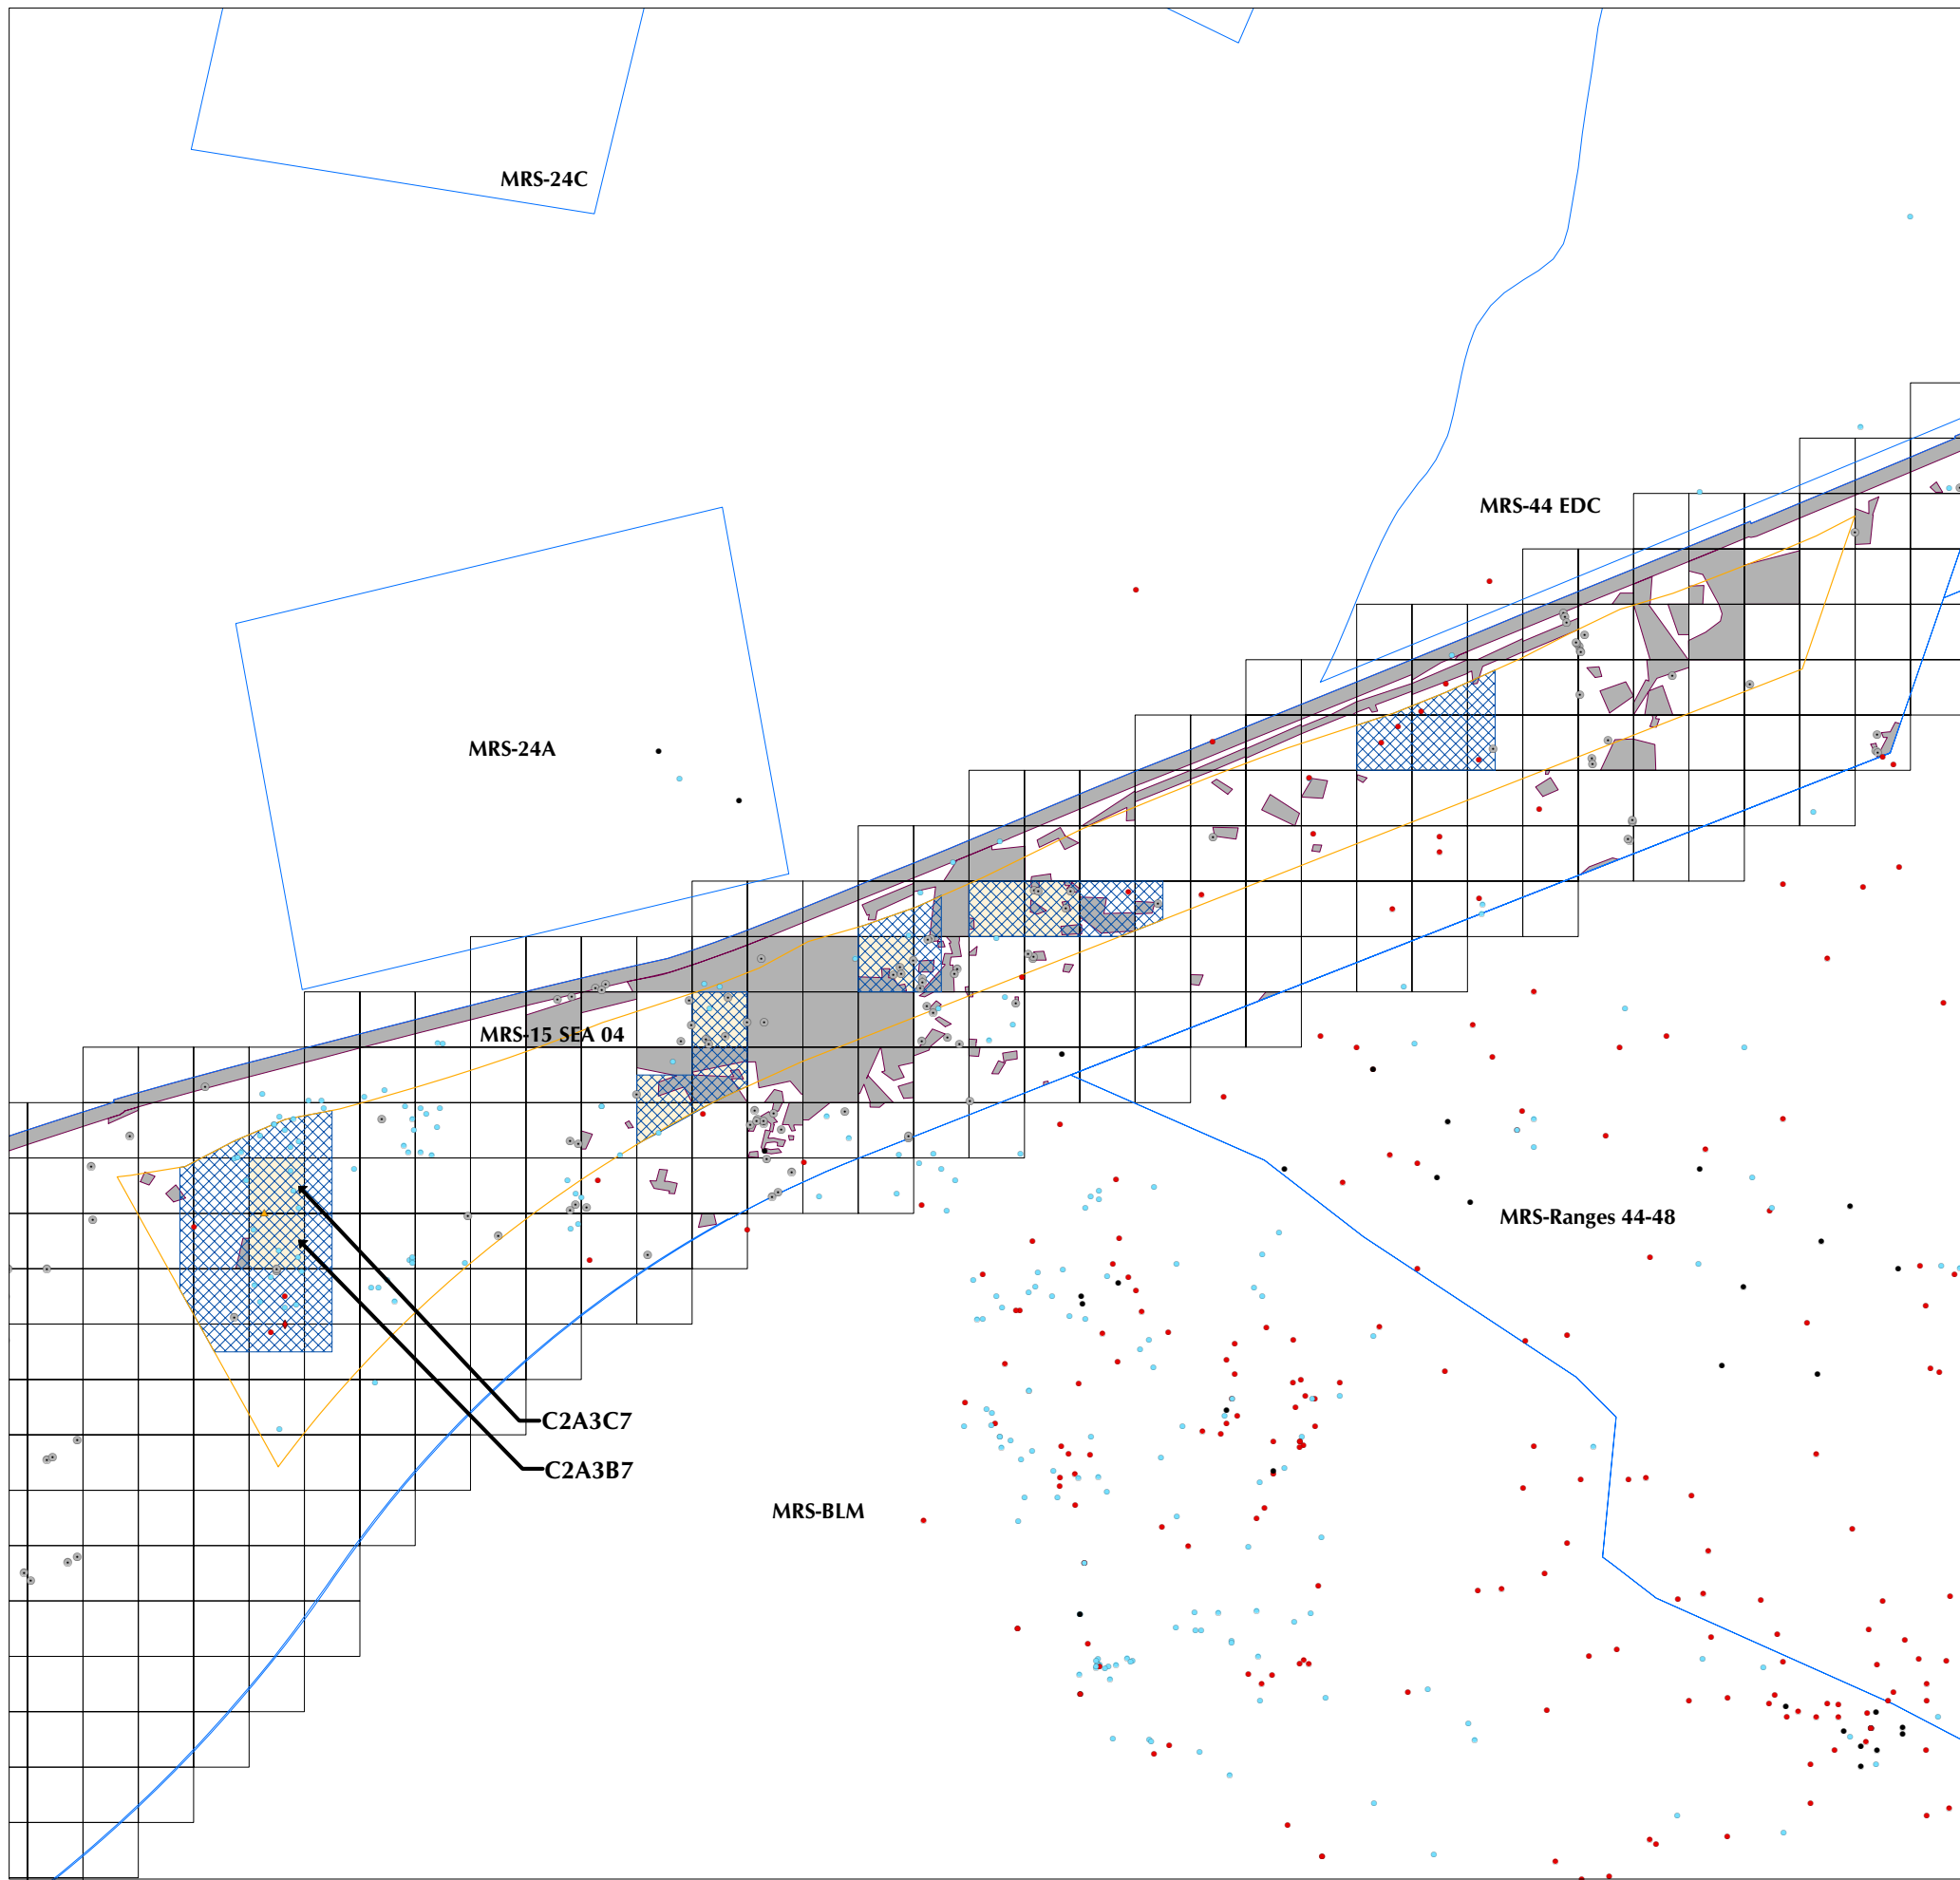 MRS-24C
MRS-44 EDC
MRS-24A
MRS-15 SEA 04
MRS-Ranges 44-48
C2A3C7
C2A3B7
MRS-BLM